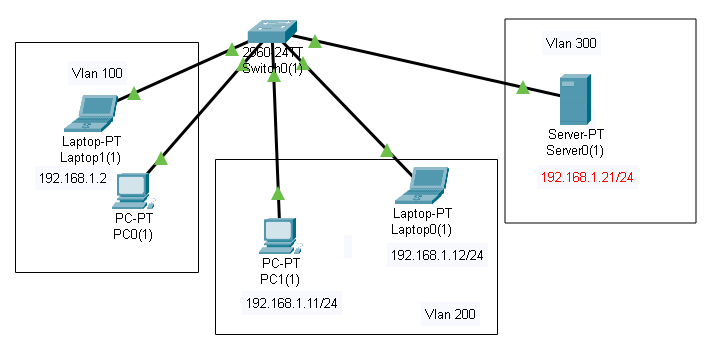 2960-24TT
Switch0(1)
Vlan 100
Laptop-PT
Laptop1(1)
192.168.1.2
PC-PT
PC0(1)
PC-PT
PC1(1)
192.168.1.11/24
Laptop-PT
Laptop0(1)
192.168.1.12/24
Vlan 200
Vlan 300
Server-PT
Server0(1)
192.168.1.21/24